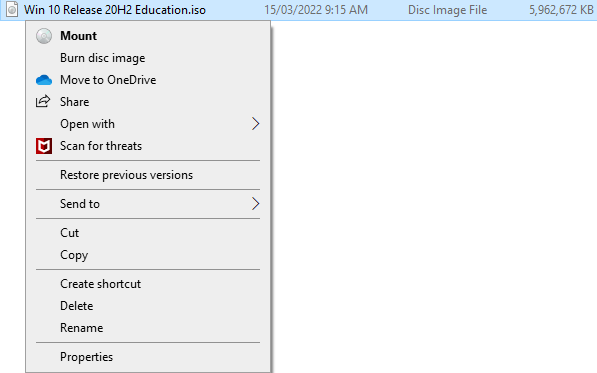 Win 10 Release 20H2 Education.iso 15/03/2022 9:15 AM Disc Image File 5,962,672 KB
Mount
Burn disc image
Move to OneDrive
Share
Open with
Scan for threats
Restore previous versions
Send to
Cut
Copy
Create shortcut
Delete
Rename
Properties